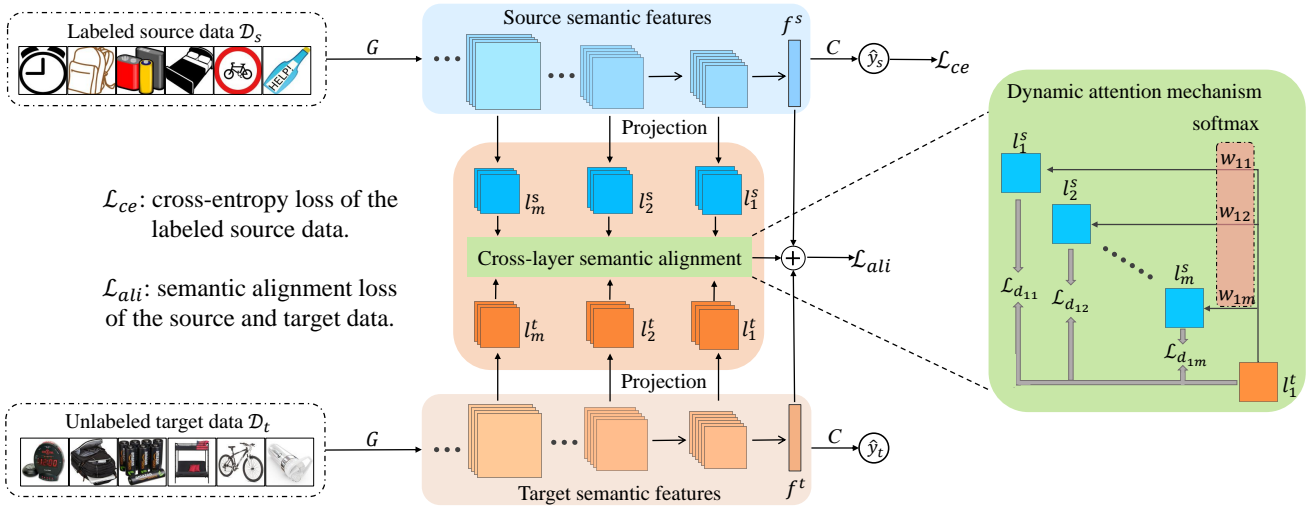 Labeled source data 𝒟_s
HELP!
G
Source semantic features
f^s
C
ŷ_s
ℒ_ce
Projection
l_m^s
l_2^s
l_1^s
Cross-layer semantic alignment
+
ℒ_ali
l_m^t
l_2^t
l_1^t
Projection
ℒ_ce: cross-entropy loss of the
labeled source data.
ℒ_ali: semantic alignment loss
of the source and target data.
Unlabeled target data 𝒟_t
G
Target semantic features
f^t
C
ŷ_t
Dynamic attention mechanism
softmax
l_1^s
w_11
l_2^s
w_12
l_m^s
w_1m
ℒ_d_11
ℒ_d_12
ℒ_d_1m
l_1^t